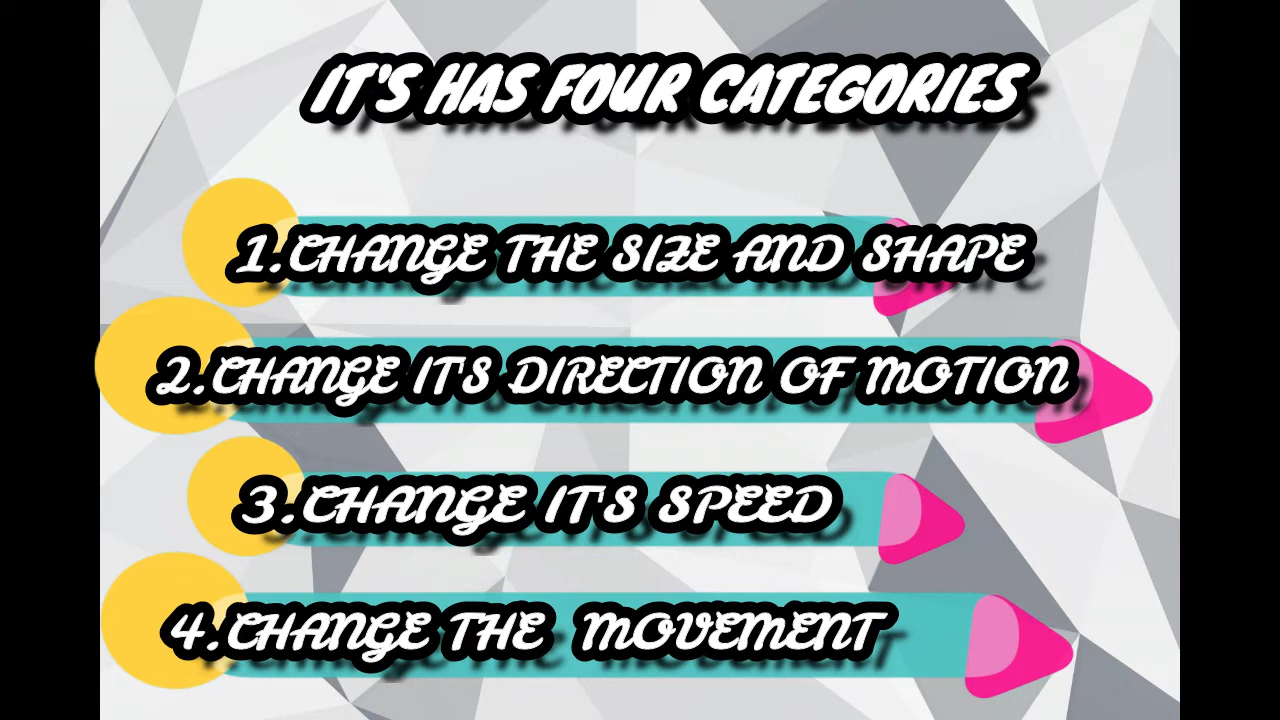 IT'S HAS FOUR CATEGORIES
1.CHANGE THE SIZE AND SHAPE
2.CHANGE IT'S DIRECTION OF MOTION
3.CHANGE IT'S SPEED
4.CHANGE THE MOVEMENT